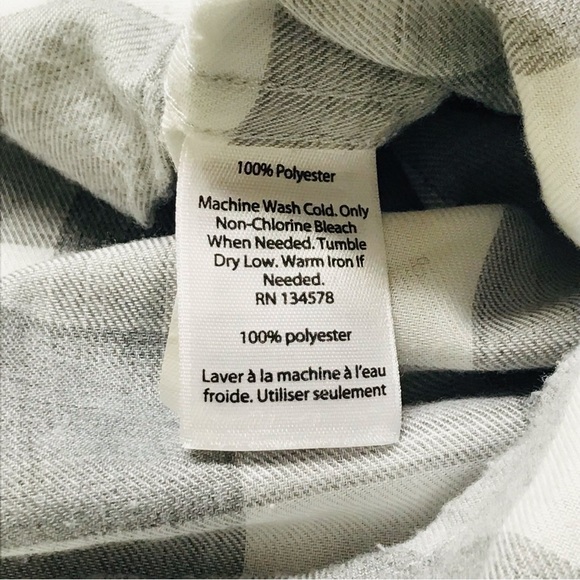 100% Polyester
Machine Wash Cold. Only
Non-Chlorine Bleach
When Needed. Tumble
Dry Low. Warm Iron If
Needed.
RN 134578
100% polyester
Laver à la machine à l'eau
froide. Utiliser seulement